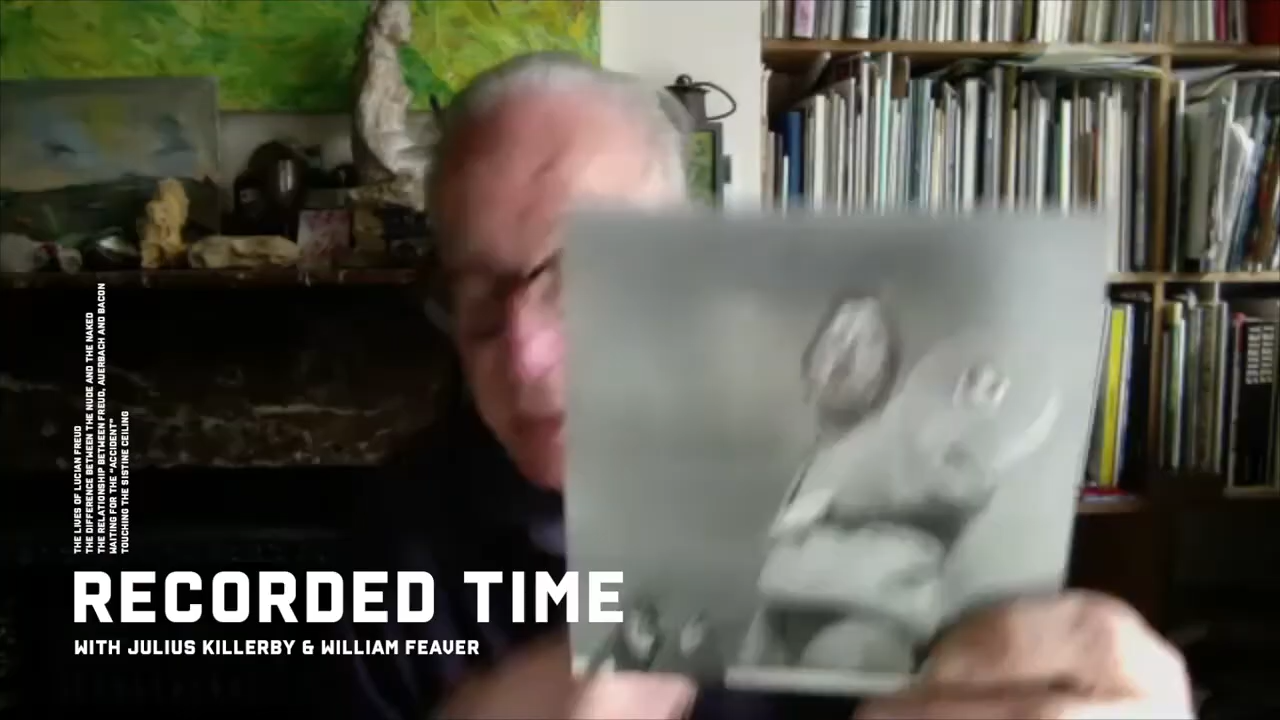 THE LIVES OF LUCIAN FREUD
THE DIFFERENCE BETWEEN THE NUDE AND THE NAKED
THE RELATIONSHIP BETWEEN FREUD, AUERBACH AND BACON
WAITING FOR THE "ACCIDENT"
TOUCHING THE SISTINE CEILING
RECORDED TIME
WITH JULIUS KILLERBY & WILLIAM FEAVER